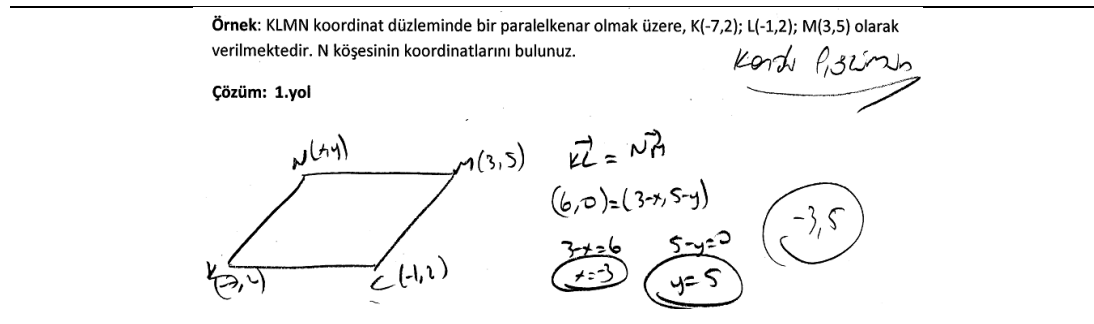 Örnek: KLMN koordinat düzleminde bir paralelkenar olmak üzere, K(-7,2); L(-1,2); M(3,5) olarak
verilmektedir. N köşesinin koordinatlarını bulunuz.
Çözüm: 1.yol
N(x,y)
M(3,5)
KL = NM
(6,0)=(3-x,5-y)
3-x=6
5-y=0
x=-3
y=5
-3,5
K
(-7,2)
L(-1,2)